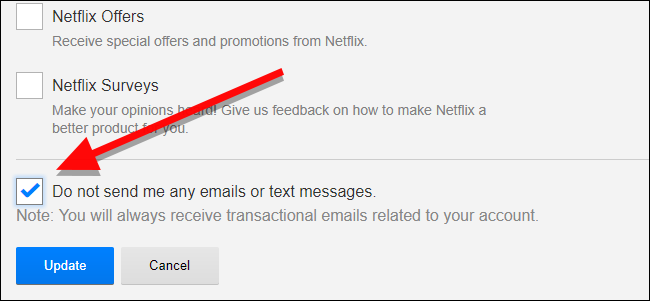 Netflix Offers
Receive special offers and promotions from Netflix.
Netflix Surveys
Make your opinions heard! Give us feedback on how to make Netflix a
better product for you.
Do not send me any emails or text messages.
Note: You will always receive transactional emails related to your account.
Update
Cancel